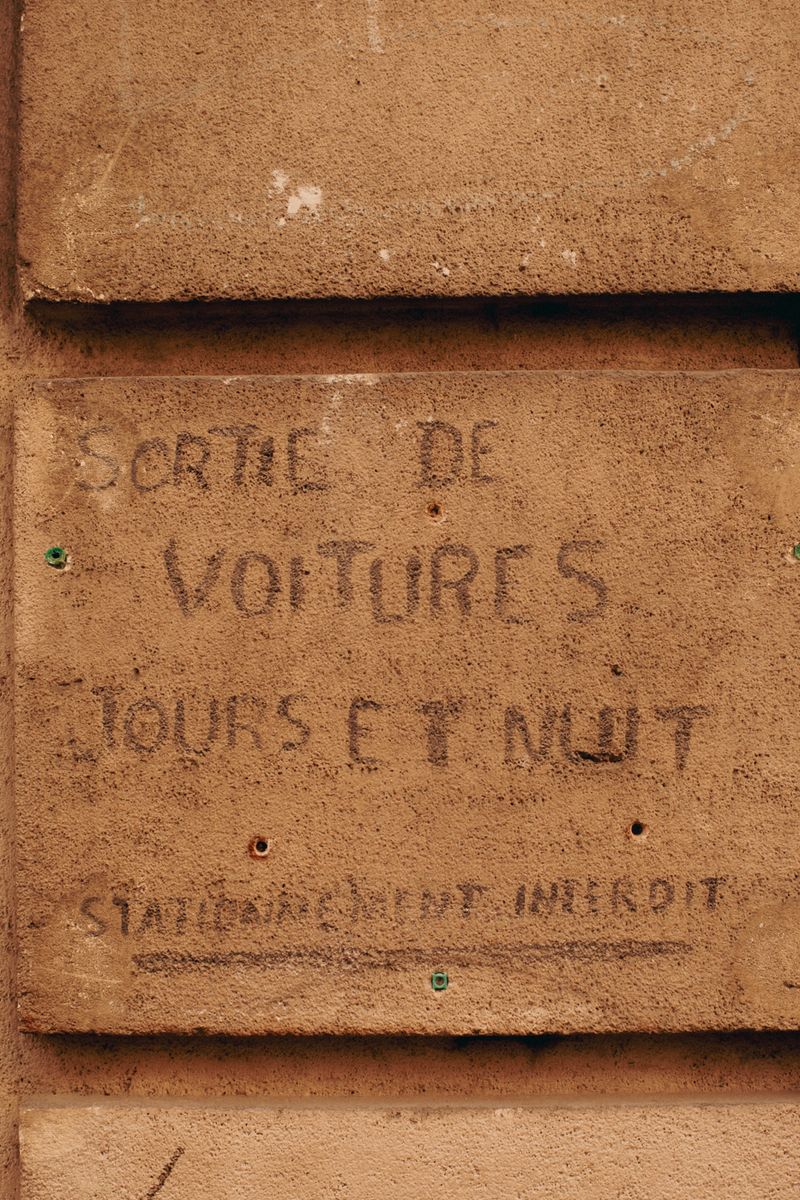 SORTIE DE
VOITURES
JOURS ET NUIT
STATIONNEMENT INTERDIT